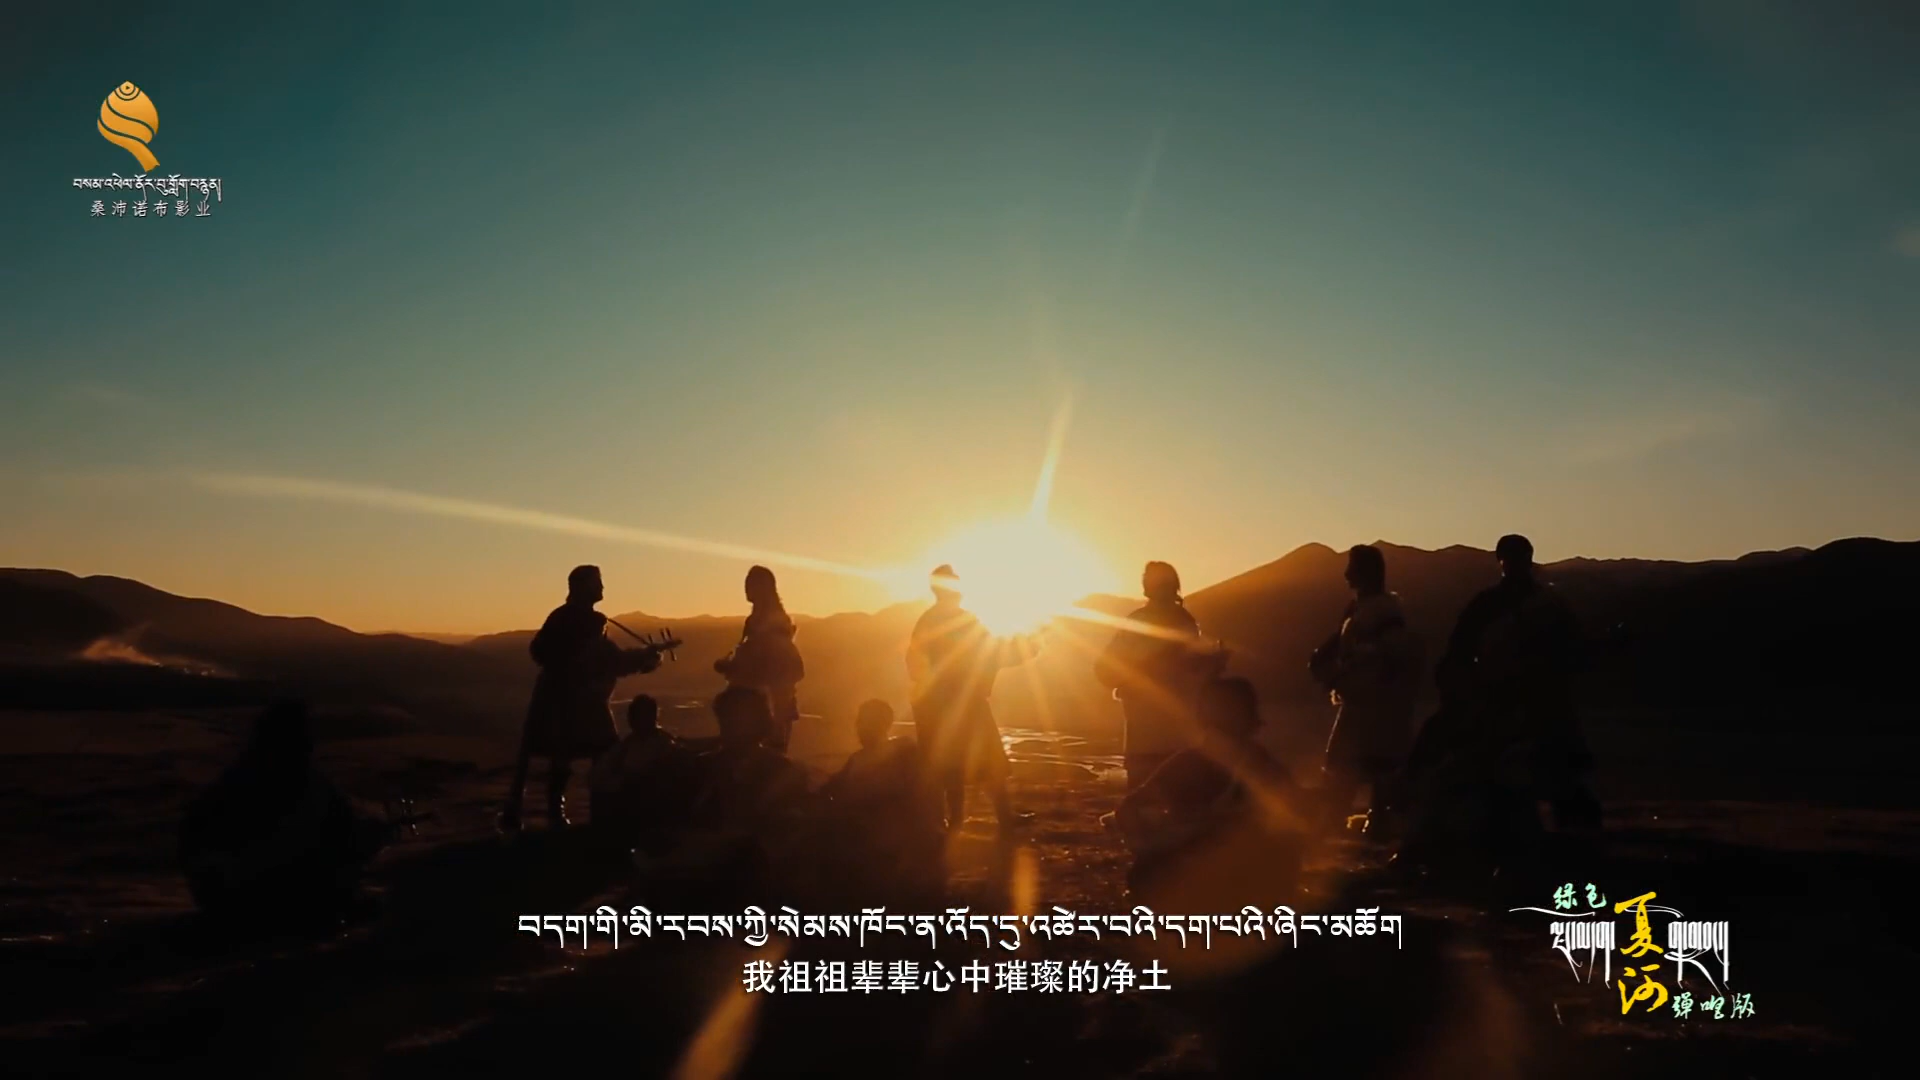 བསམ་འཕེལ་ནོར་བུ་གློག་བརྙན།
桑沛诺布影业
བདག་གི་མི་རབས་ཀྱི་སེམས་ཁོང་ན་འོད་དུ་འཚེར་བའི་དག་པའི་ཞིང་མཆོག
我祖祖辈辈心中璀璨的净土
绿色
夏河
弹唱版